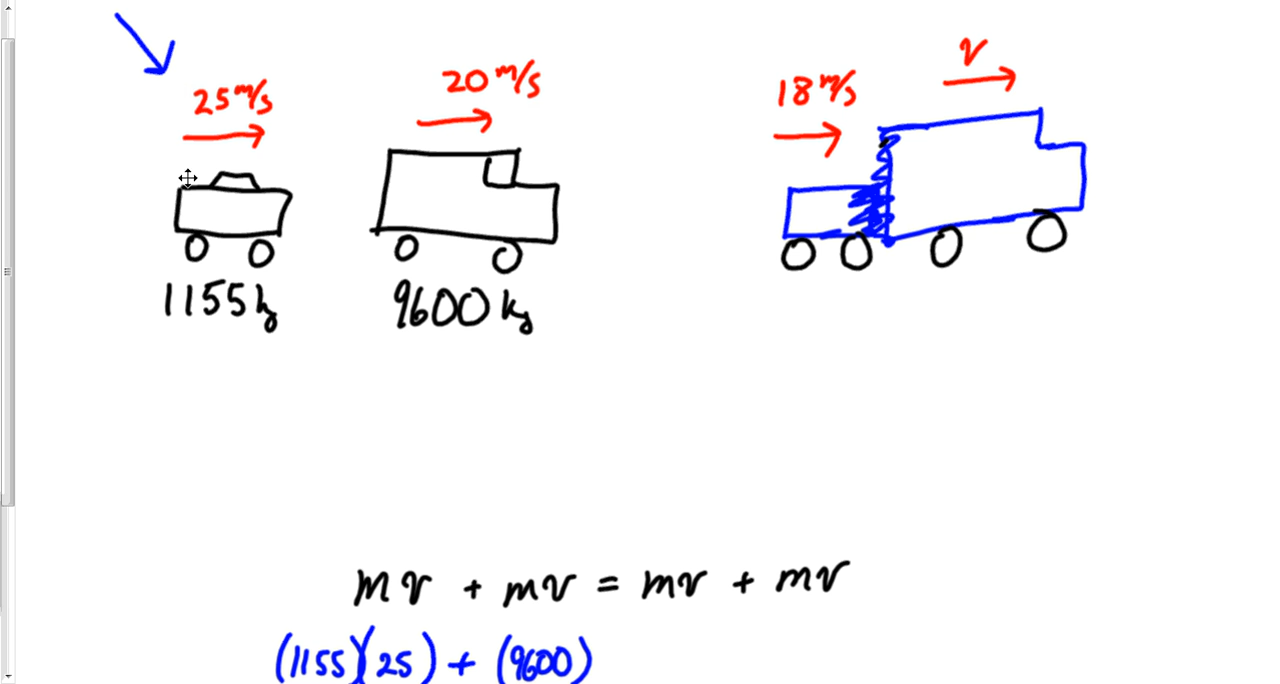 25 m/s
20 m/s
18 m/s
v
1155 kg
9600 kg
mv + mv = mv + mv
(1155)(25) + (9600)